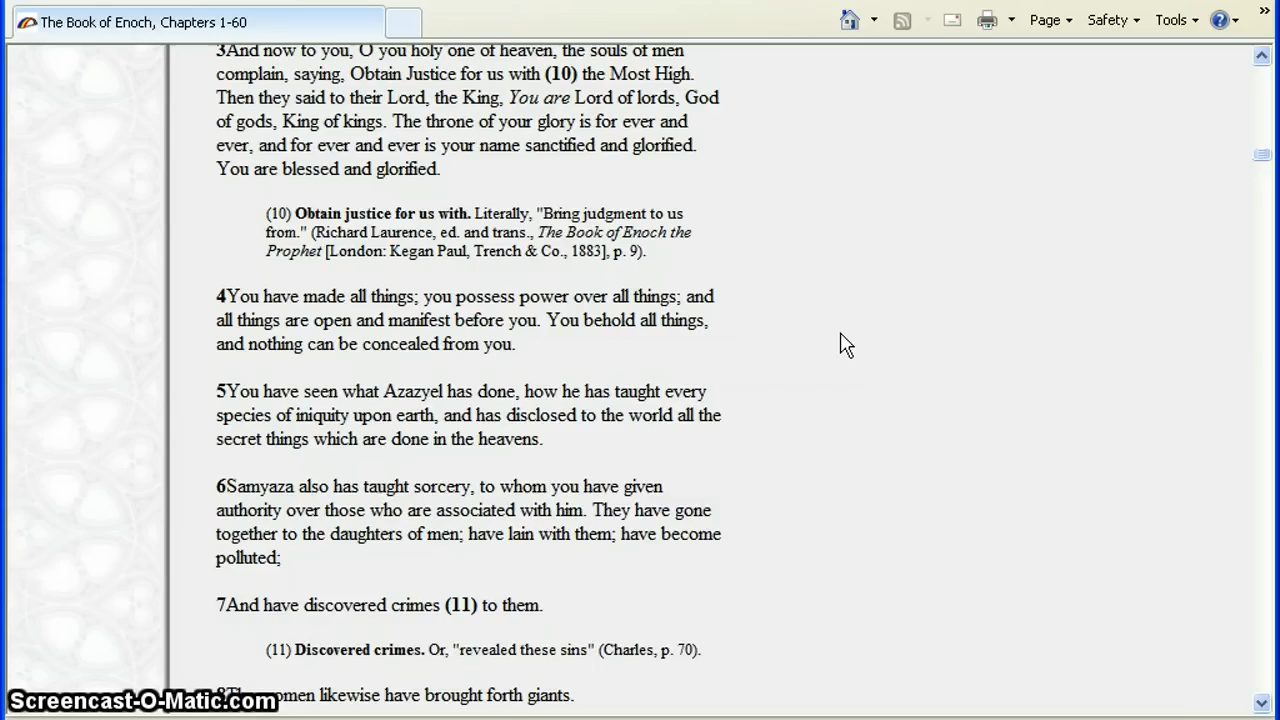 The Book of Enoch, Chapters 1-60
Page
Safety
Tools
3And now to you, O you holy one of heaven, the souls of men
complain, saying, Obtain Justice for us with (10) the Most High.
Then they said to their Lord, the King, You are Lord of lords, God
of gods, King of kings. The throne of your glory is for ever and
ever, and for ever and ever is your name sanctified and glorified.
You are blessed and glorified.
(10) Obtain justice for us with. Literally, "Bring judgment to us
from." (Richard Laurence, ed. and trans., The Book of Enoch the
Prophet [London: Kegan Paul, Trench & Co., 1883], p. 9).
4You have made all things; you possess power over all things; and
all things are open and manifest before you. You behold all things,
and nothing can be concealed from you.
5You have seen what Azazyel has done, how he has taught every
species of iniquity upon earth, and has disclosed to the world all the
secret things which are done in the heavens.
6Samyaza also has taught sorcery, to whom you have given
authority over those who are associated with him. They have gone
together to the daughters of men; have lain with them; have become
polluted;
7And have discovered crimes (11) to them.
(11) Discovered crimes. Or, "revealed these sins" (Charles, p. 70).
likewise have brought forth giants.
Screencast-O-Matic.com